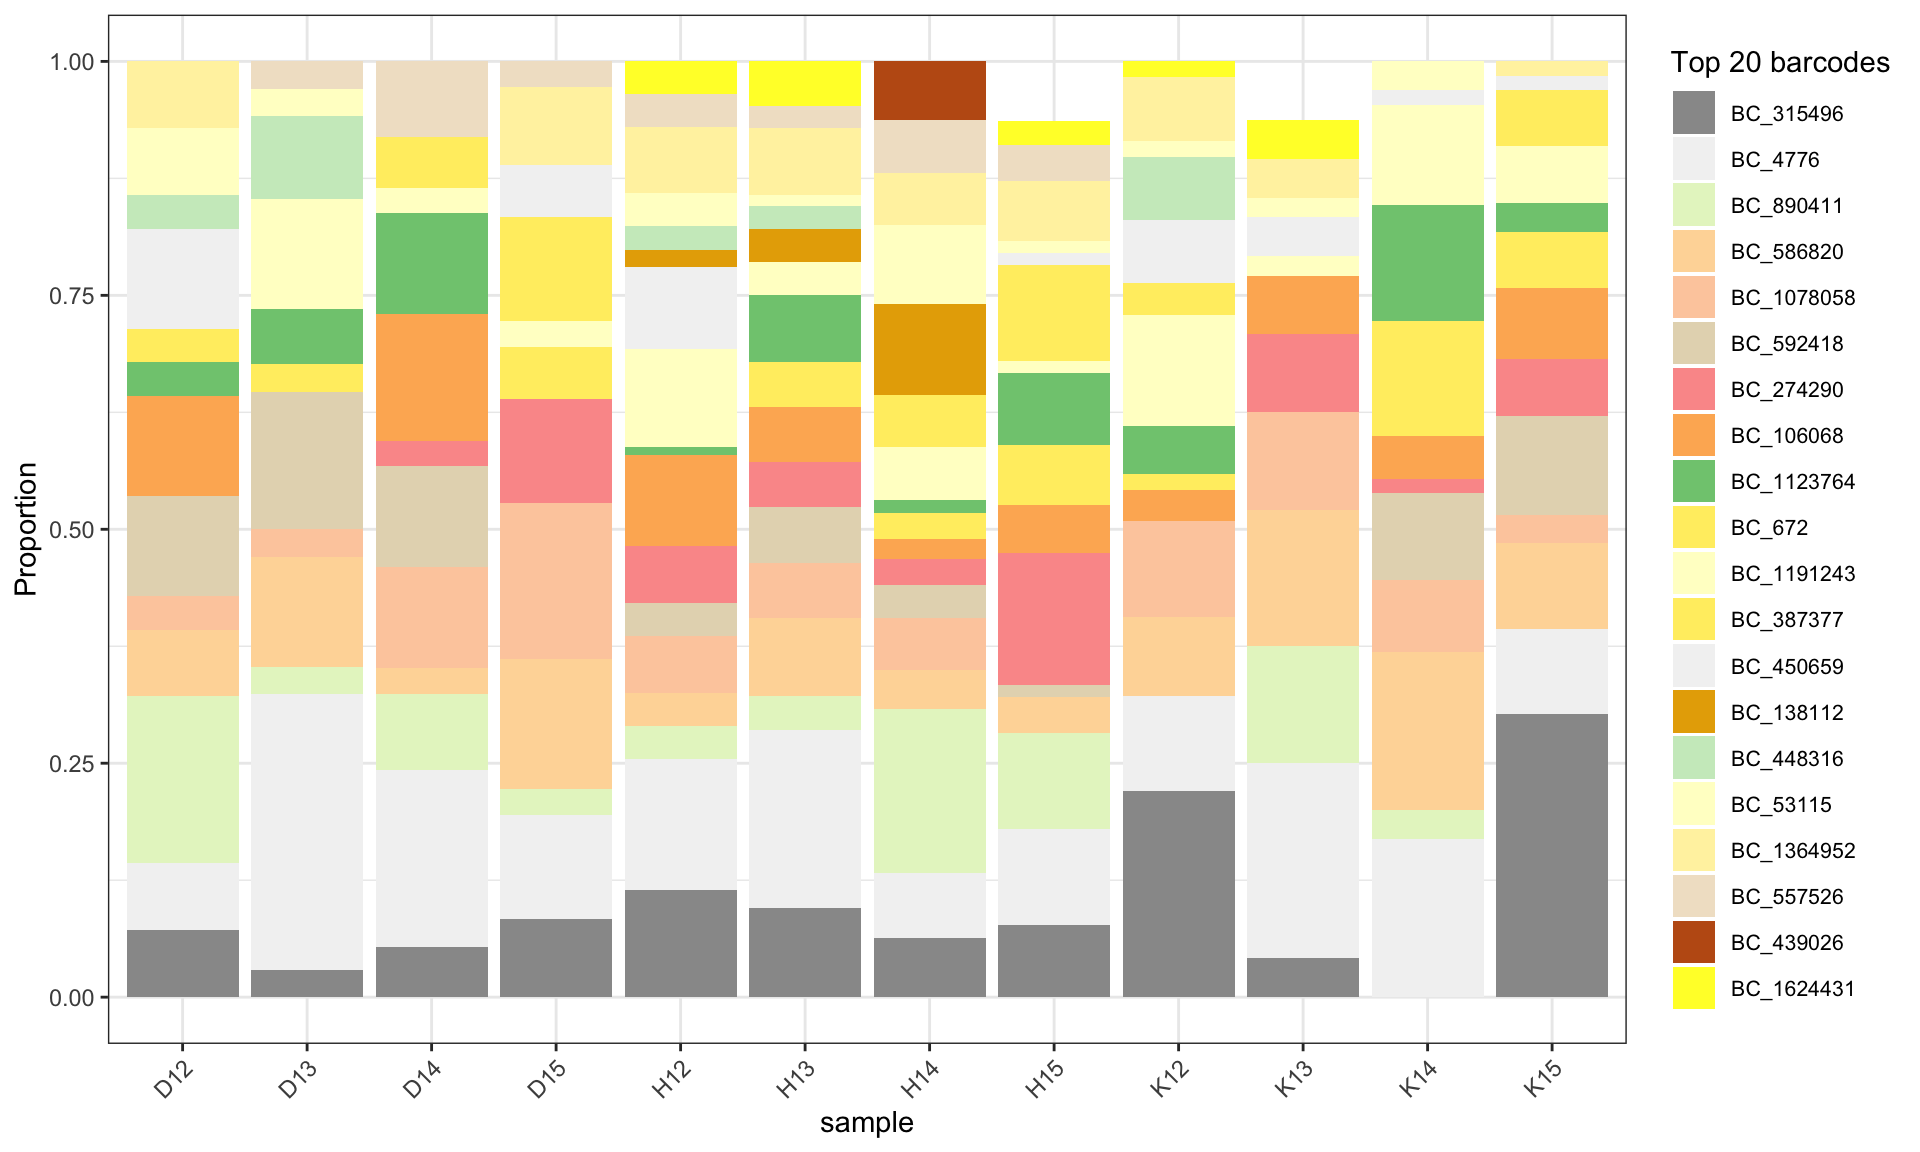 1.00
0.75
0.50
0.25
0.00
Proportion
D12
D13
D14
D15
H12
H13
H14
H15
K12
K13
K14
K15
sample
Top 20 barcodes
BC_315496
BC_4776
BC_890411
BC_586820
BC_1078058
BC_592418
BC_274290
BC_106068
BC_1123764
BC_672
BC_1191243
BC_387377
BC_450659
BC_138112
BC_448316
BC_53115
BC_1364952
BC_557526
BC_439026
BC_1624431